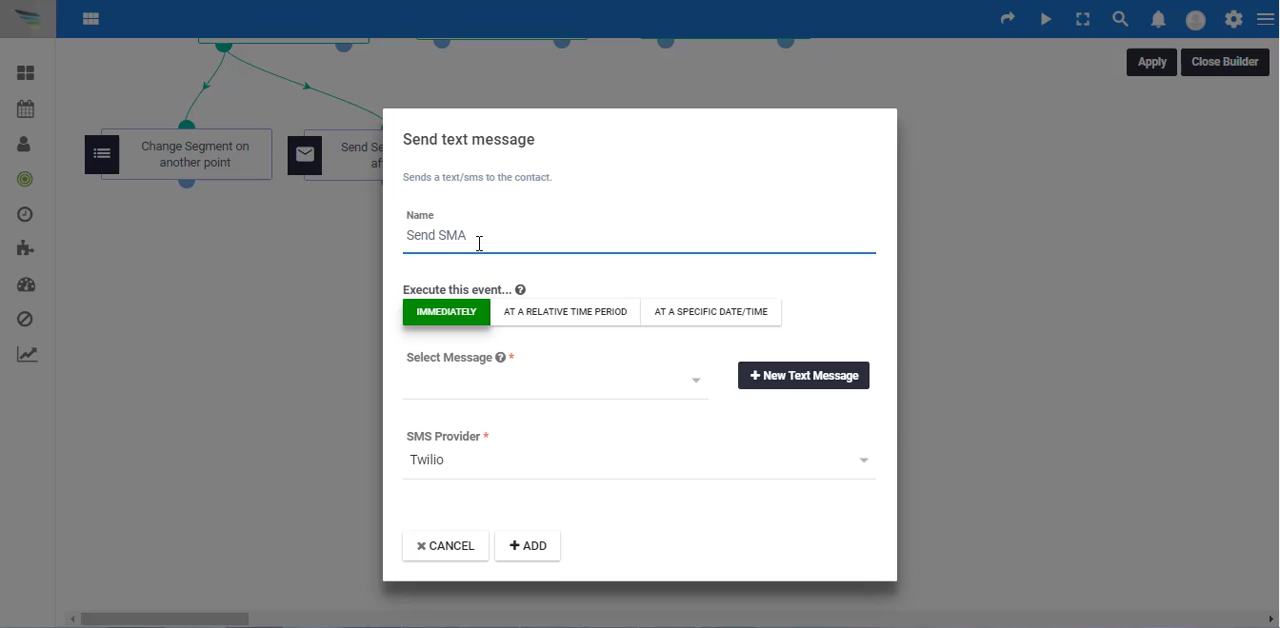 Apply
Close Builder
Change Segment on
another point
Send Se
af
Send text message
Sends a text/sms to the contact.
Name
Send SMA
Execute this event...
IMMEDIATELY
AT A RELATIVE TIME PERIOD
AT A SPECIFIC DATE/TIME
Select Message *
+ New Text Message
SMS Provider *
Twilio
CANCEL
+ ADD